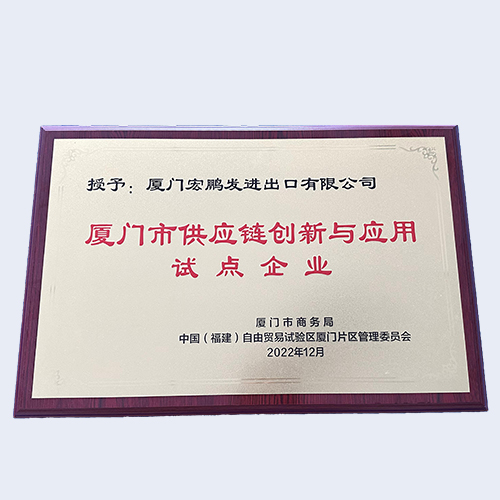 授予：厦门宏鹏发进出口有限公司
厦门市供应链创新与应用
试点企业
厦门市商务局
中国（福建）自由贸易试验区厦门片区管理委员会
2022年12月